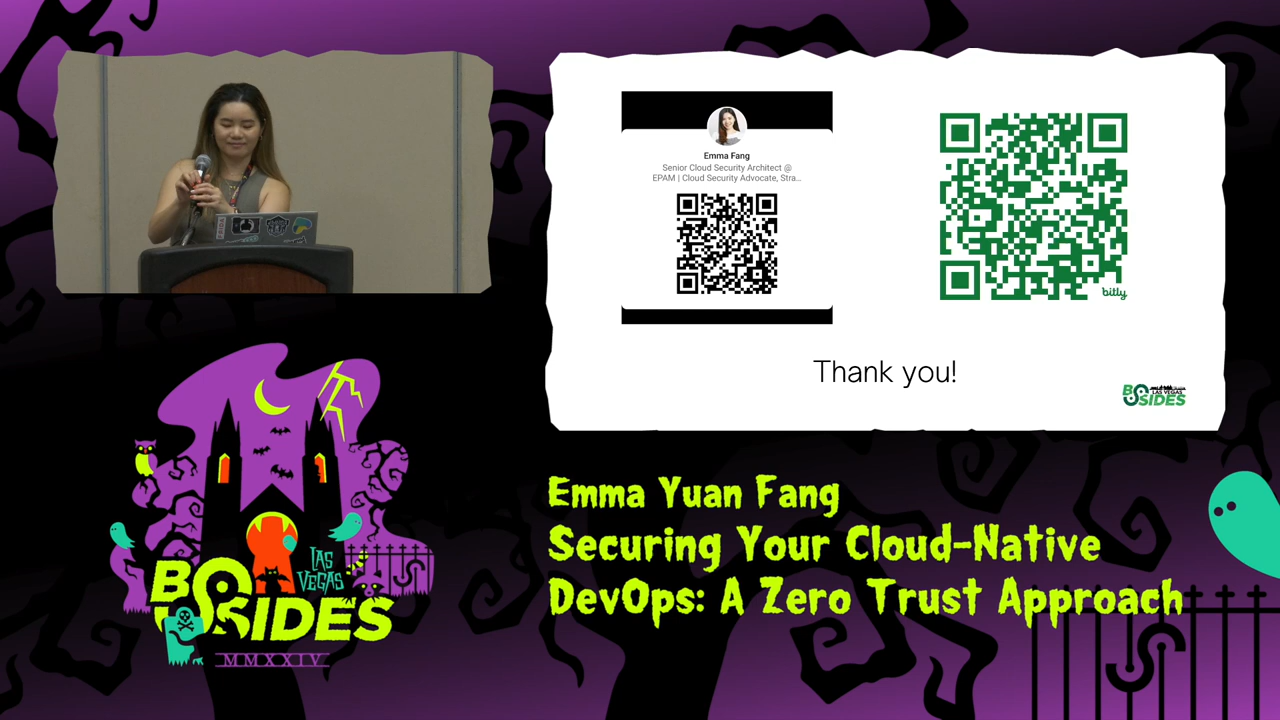 Emma Fang
Senior Cloud Security Architect @
EPAM | Cloud Security Advocate, Stra...
bitly
Thank you!
BSIDES
LAS VEGAS
Emma Yuan Fang
Securing Your Cloud-Native
DevOps: A Zero Trust Approach
LAS
VEGAS
BSIDES
MMXXIV